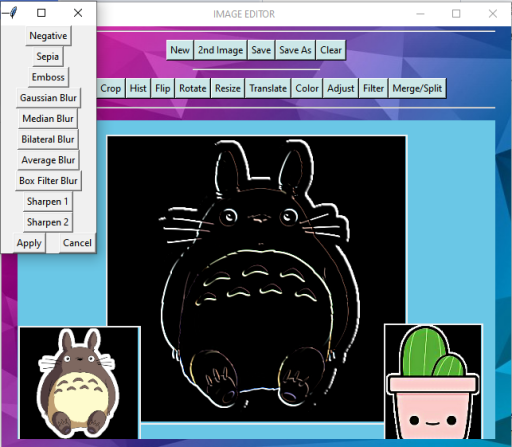 IMAGE EDITOR
New 2nd Image Save Save As Clear
Crop Hist Flip Rotate Resize Translate Color Adjust Filter Merge/Split
Negative
Sepia
Emboss
Gaussian Blur
Median Blur
Bilateral Blur
Average Blur
Box Filter Blur
Sharpen 1
Sharpen 2
Apply Cancel